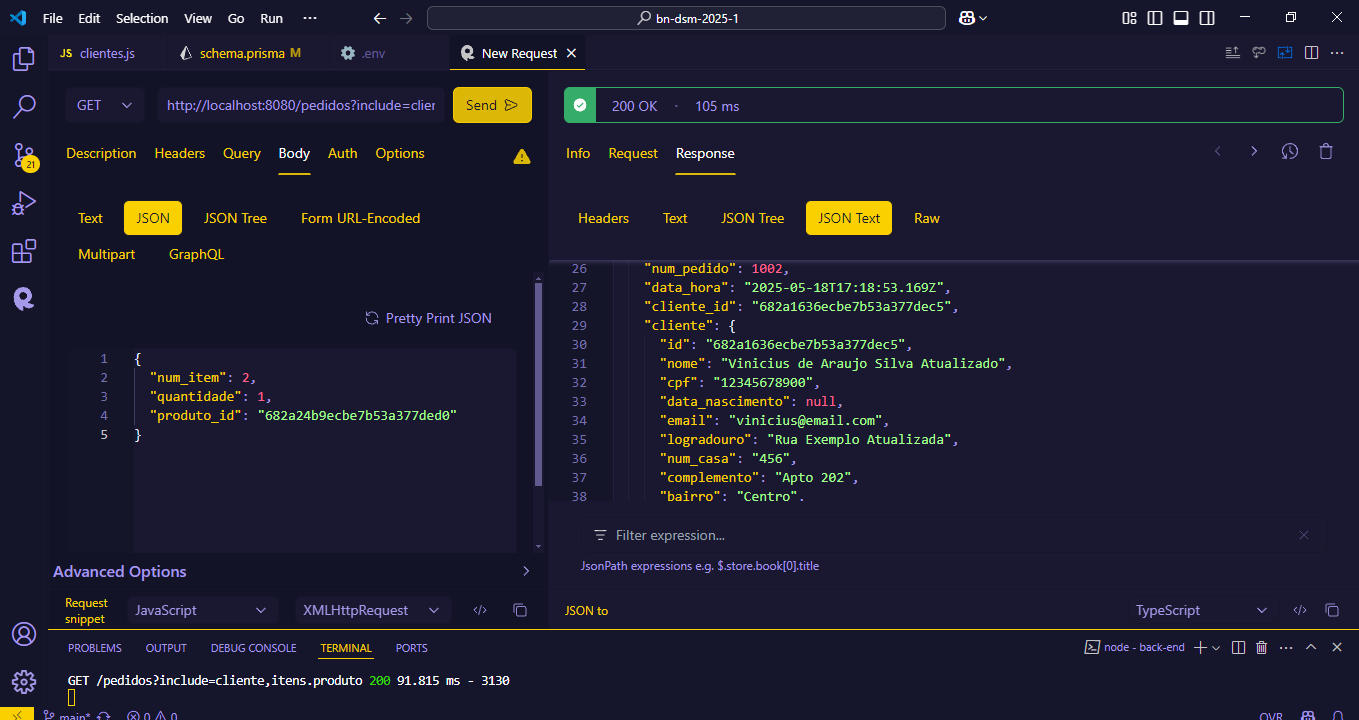 File Edit Selection View Go Run ··· bn-dsm-2025-1
JS clientes.js schema.prisma M .env New Request
GET http://localhost:8080/pedidos?include=clier Send
200 OK · 105 ms
Description Headers Query Body Auth Options
Info Request Response
21
Text JSON JSON Tree Form URL-Encoded
Multipart GraphQL
Headers Text JSON Tree JSON Text Raw
Pretty Print JSON
1 {
2 "num_item": 2,
3 "quantidade": 1,
4 "produto_id": "682a24b9ecbe7b53a377ded0"
5 }
26 "num_pedido": 1002,
27 "data_hora": "2025-05-18T17:18:53.169Z",
28 "cliente_id": "682a1636ecbe7b53a377dec5",
29 "cliente": {
30 "id": "682a1636ecbe7b53a377dec5",
31 "nome": "Vinicius de Araujo Silva Atualizado",
32 "cpf": "12345678900",
33 "data_nascimento": null,
34 "email": "vinicius@email.com",
35 "logradouro": "Rua Exemplo Atualizada",
36 "num_casa": "456",
37 "complemento": "Apto 202",
38 "bairro": "Centro",
Filter expression...
JsonPath expressions e.g. $.store.book[0].title
Advanced Options
Request snippet JavaScript XMLHttpRequest
JSON to TypeScript
PROBLEMS OUTPUT DEBUG CONSOLE TERMINAL PORTS
node - back-end
GET /pedidos?include=cliente,itens.produto 200 91.815 ms - 3130
main* 0 0 OVR